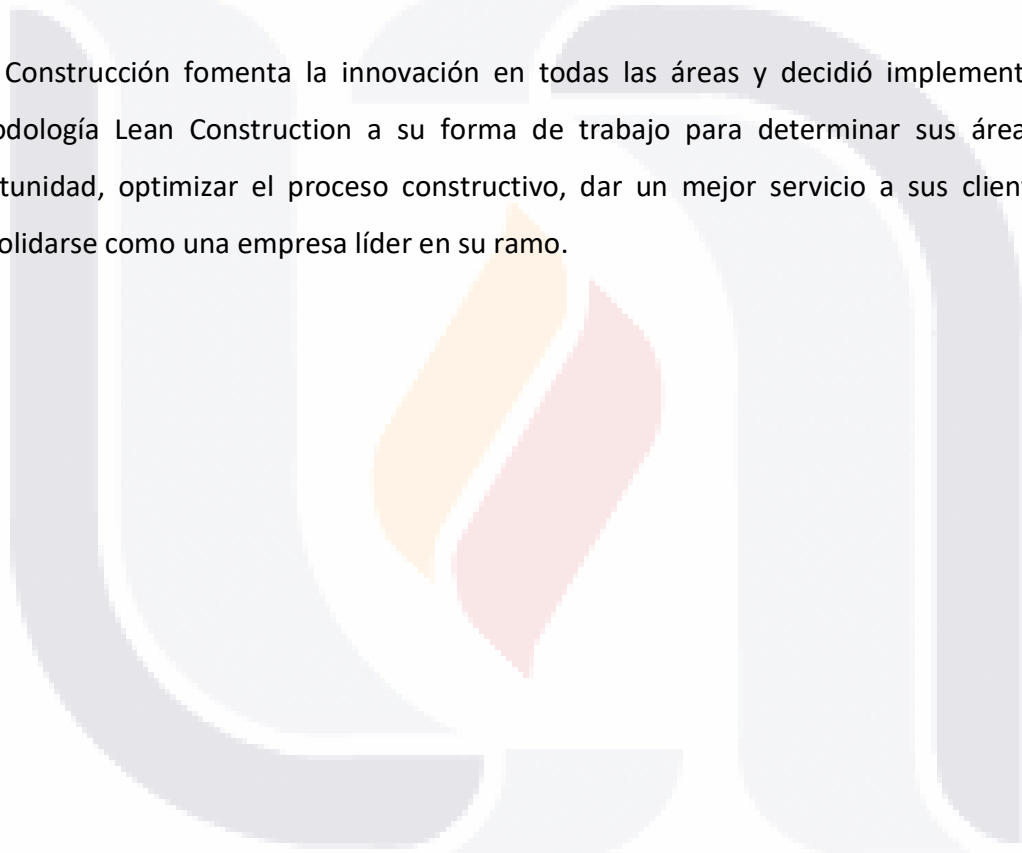 Construcción fomenta la innovación en todas las áreas y decidió implement
odología Lean Construction a su forma de trabajo para determinar sus área
tunidad, optimizar el proceso constructivo, dar un mejor servicio a sus client
olidarse como una empresa líder en su ramo.